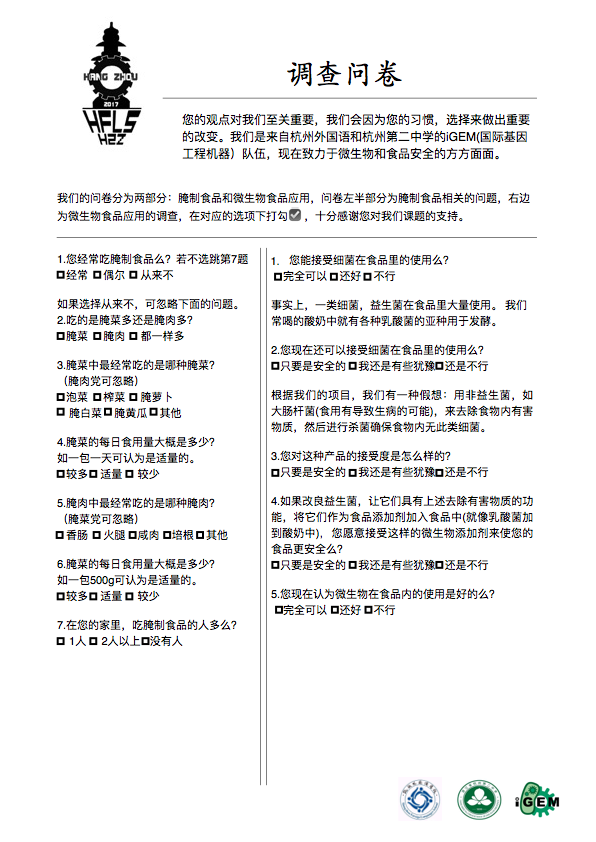 HANG ZHOU
2017
HFLS
H2Z
调查问卷
您的观点对我们至关重要，我们会因为您的习惯，选择来做出重要
的改变。我们是来自杭州外国语和杭州第二中学的iGEM(国际基因
工程机器）队伍，现在致力于微生物和食品安全的方方面面。
我们的问卷分为两部分：腌制食品和微生物食品应用，问卷左半部分为腌制食品相关的问题，右边
为微生物食品应用的调查，在对应的选项下打勾☑，十分感谢您对我们课题的支持。
1.您经常吃腌制食品么？若不选跳第7题
□经常 □偶尔 □ 从来不
如果选择从来不，可忽略下面的问题。
2.吃的是腌菜多还是腌肉多？
□腌菜 □腌肉 □ 都一样多
3.腌菜中最经常吃的是哪种腌菜？
（腌肉党可忽略）
□泡菜 □榨菜 □ 腌萝卜
□ 腌白菜□腌黄瓜□其他
4.腌菜的每日食用量大概是多少？
如一包一天可认为是适量的。
□较多□ 适量 □ 较少
5.腌肉中最经常吃的是哪种腌肉？
（腌菜党可忽略）
□香肠 □火腿 □咸肉 □培根 □其他
6.腌菜的每日食用量大概是多少？
如一包500g可认为是适量的。
□较多□ 适量 □ 较少
7.在您的家里，吃腌制食品的人多么？
□ 1人 □ 2人以上□没有人
1. 您能接受细菌在食品里的使用么？
□完全可以 □还好 □不行
事实上，一类细菌，益生菌在食品里大量使用。 我们
常喝的酸奶中就有各种乳酸菌的亚种用于发酵。
2.您现在还可以接受细菌在食品里的使用么？
□只要是安全的 □我还是有些犹豫□还是不行
根据我们的项目，我们有一种假想：用非益生菌，如
大肠杆菌(食用有导致生病的可能)，来去除食物内有害
物质，然后进行杀菌确保食物内无此类细菌。
3.您对这种产品的接受度是怎么样的？
□只要是安全的 □我还是有些犹豫□还是不行
4.如果改良益生菌，让它们具有上述去除有害物质的功
能，将它们作为食品添加剂加入食品中(就像乳酸菌加
到酸奶中)， 您愿意接受这样的微生物添加剂来使您的
食品更安全么？
□只要是安全的 □我还是有些犹豫□还是不行
5.您现在认为微生物在食品内的使用是好的么？
□完全可以 □还好 □不行
iGEM